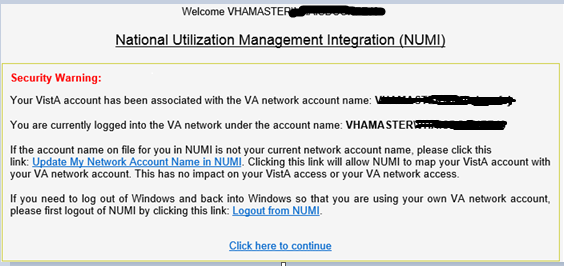 Welcome VHAMASTER
National Utilization Management Integration (NUMI)
Security Warning:
Your VistA account has been associated with the VA network account name:
You are currently logged into the VA network under the account name: VHAMASTER
If the account name on file for you in NUMI is not your current network account name, please click this
link: Update My Network Account Name in NUMI. Clicking this link will allow NUMI to map your VistA account with
your VA network account. This has no impact on your VistA access or your VA network access.
If you need to log out of Windows and back into Windows so that you are using your own VA network account,
please first logout of NUMI by clicking this link: Logout from NUMI.
Click here to continue